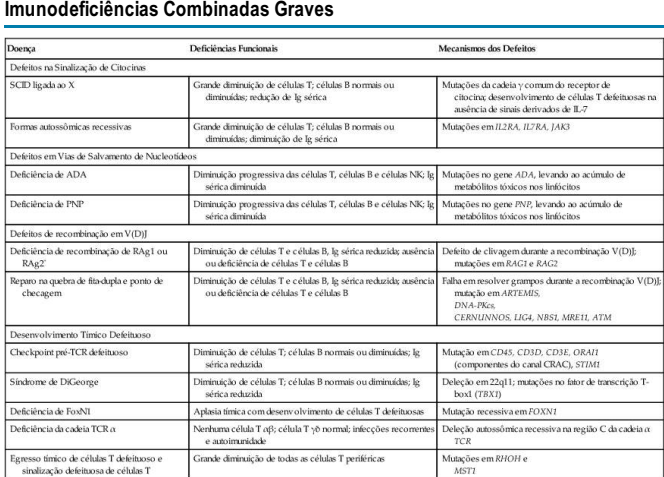 Imunodeficiências Combinadas Graves
Doença Deficiências Funcionais Mecanismos dos Defeitos
Defeitos na Sinalização de Citocinas
SCID ligada ao X Grande diminuição de células T; células B normais ou Mutações da cadeia γ comum do receptor de
diminuídas; redução de Ig sérica citocina; desenvolvimento de células T defeituosas na
ausência de sinais derivados de IL-7
Formas autossômicas recessivas Grande diminuição de células T; células B normais ou Mutações em IL2RA, IL7RA, JAK3
diminuídas; diminuição de Ig sérica
Defeitos em Vias de Salvamento de Nucleotídeos
Deficiência de ADA Diminuição progressiva das células T, células B e células NK; Ig Mutações no gene ADA, levando ao acúmulo de
sérica diminuída metabólitos tóxicos nos linfócitos
Deficiência de PNP Diminuição progressiva das células T, células B e células NK; Ig Mutações no gene PNP, levando ao acúmulo de
sérica diminuída metabólitos tóxicos nos linfócitos
Defeitos de recombinação em V(D)J
Deficiência de recombinação de RAg1 ou Diminuição de células T e células B, Ig sérica reduzida; ausência Defeito de clivagem durante a recombinação V(D)J;
RAg2' ou deficiência de células T e células B mutações em RAG1 e RAG2
Reparo na quebra de fita-dupla e ponto de Diminuição de células T e células B, Ig sérica reduzida; ausência Falha em resolver grampos durante a recombinação V(D)J;
checagem ou deficiência de células T e células B mutação em ARTEMIS,
DNA-PKcs,
CERNUNNOS, LIG4, NBS1, MRE11, ATM
Desenvolvimento Tímico Defeituoso
Checkpoint pré-TCR defeituoso Diminuição de células T; células B normais ou diminuídas; Ig Mutação em CD45, CD3D, CD3E, ORAI1
sérica reduzida (componentes do canal CRAC), STIM1
Síndrome de DiGeorge Diminuição de células T; células B normais ou diminuídas; Ig Deleção em 22q11; mutações no fator de transcrição T-
sérica reduzida box1 (TBX1)
Deficiência de FoxN1 Aplasia tímica com desenvolvimento de células T defeituosas Mutação recessiva em FOXN1
Deficiência da cadeia TCR α Nenhuma célula T αβ; célula T γδ normal; infecções recorrentes Deleção autossômica recessiva na região C da cadeia α
e autoimunidade TCR
Egresso tímico de células T defeituoso e Grande diminuição de todas as células T periféricas Mutações em RHOH e
sinalização defeituosa de células T MST1